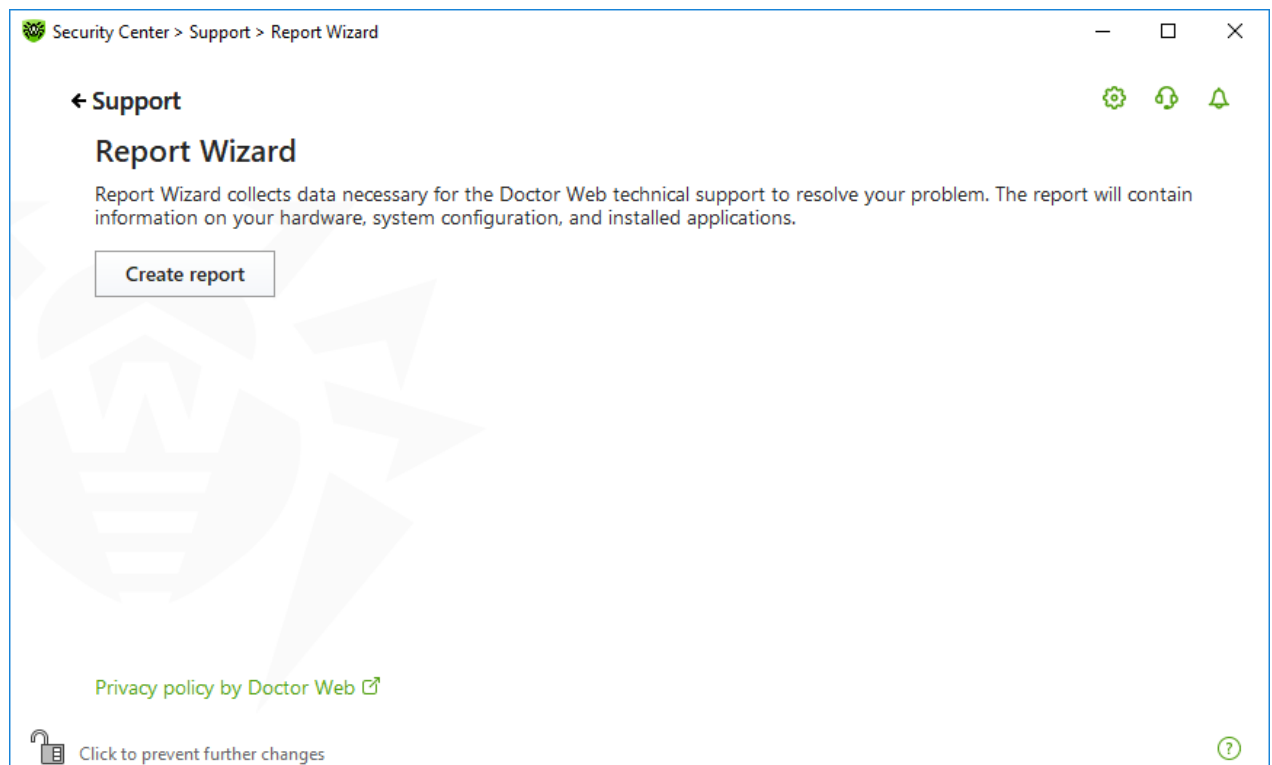 Security Center > Support > Report Wizard
Support
Report Wizard
Report Wizard collects data necessary for the Doctor Web technical support to resolve your problem. The report will contain
information on your hardware, system configuration, and installed applications.
Create report
Privacy policy by Doctor Web
Click to prevent further changes